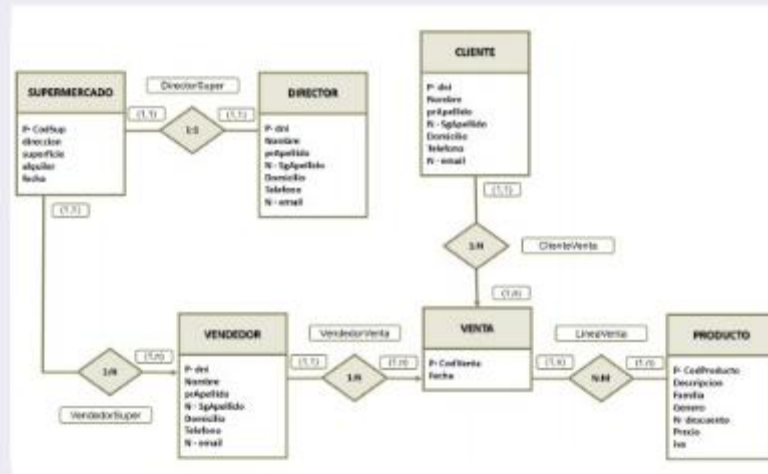 CLIENTE
P- dni
Nombre
prApellido
N - SgApellido
Domicilio
Telefono
N - email
SUPERMERCADO
P- CodSup
direccion
superficie
alquiler
fecha
DirectorSuper
(1,1)
1:1
(1,1)
DIRECTOR
P- dni
Nombre
prApellido
N - SgApellido
Domicilio
Telefono
N - email
(1,1)
(1,1)
1:N
ClienteVenta
(1,n)
VENDEDOR
P- dni
Nombre
prApellido
N - SgApellido
Domicilio
Telefono
N - email
(1,n)
1:N
VendedorSuper
VendedorVenta
(1,1)
1:N
(1,n)
VENTA
P- CodVenta
Fecha
LineaVenta
(1,n)
N:M
(1,n)
PRODUCTO
P- CodProducto
Descripcion
Familia
Genero
N- descuento
Precio
Iva